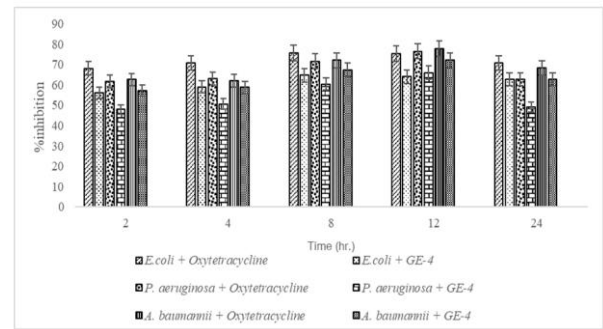 90
80
70
60
50
40
30
20
10
0
%inhibition
2 4 8 12 24
Time (hr.)
E.coli + Oxytetracycline E.coli + GE-4
P. aeruginosa + Oxytetracycline P. aeruginosa + GE-4
A. baumannii + Oxytetracycline A. baumannii + GE-4